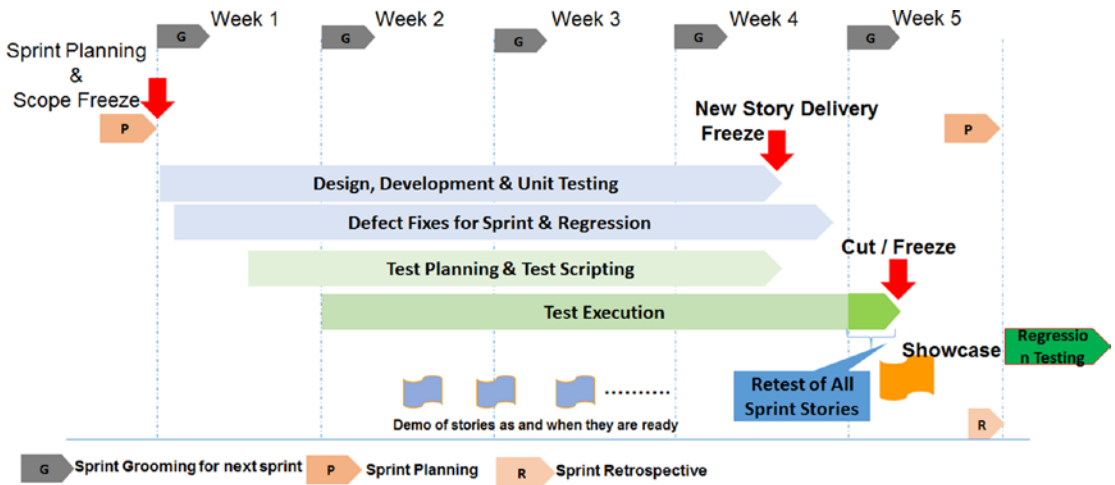 Week 1
Week 2
Week 3
Week 4
Week 5
G
G
G
G
G
Sprint Planning
&
Scope Freeze
P
New Story Delivery
Freeze
P
Design, Development & Unit Testing
Defect Fixes for Sprint & Regression
Cut / Freeze
Test Planning & Test Scripting
Test Execution
Showcase
Regressio
n Testing
Retest of All
Sprint Stories
..........
Demo of stories as and when they are ready
R
G
Sprint Grooming for next sprint
P
Sprint Planning
R
Sprint Retrospective